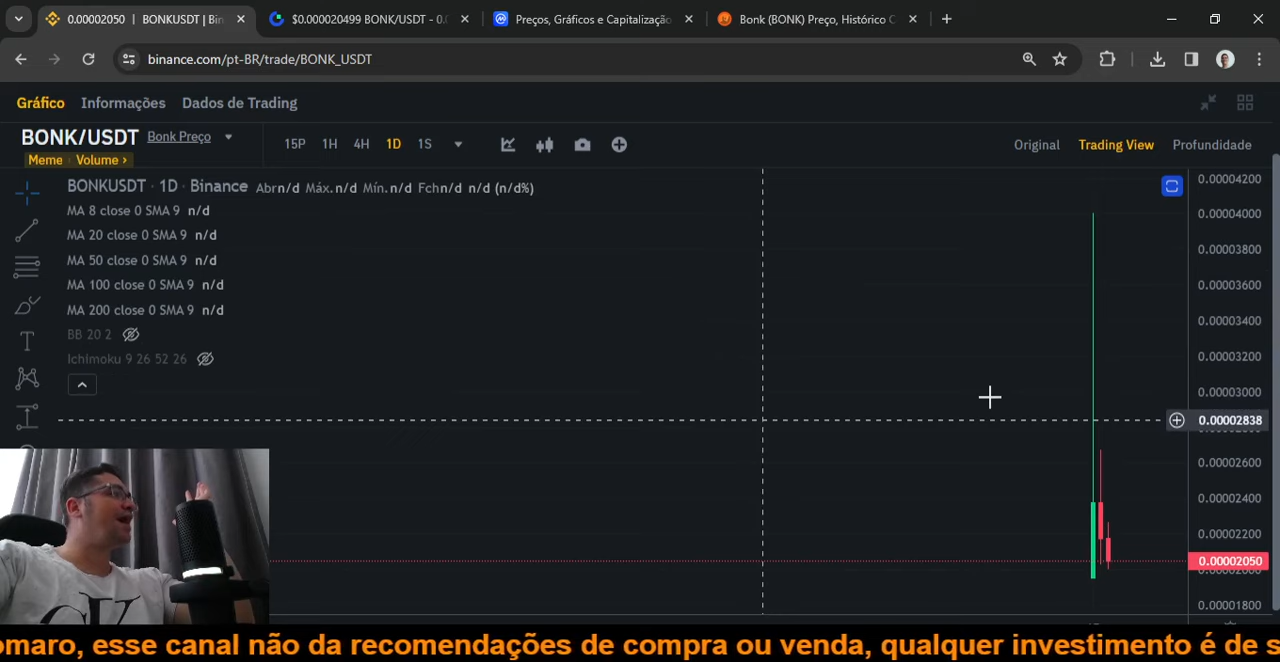 0.00002050 | BONKUSDT | Bin
$0.000020499 BONK/USDT - 0.0
Preços, Gráficos e Capitalização
Bonk (BONK) Preço, Histórico
binance.com/pt-BR/trade/BONK_USDT
Gráfico Informações Dados de Trading
BONK/USDT Bonk Preço
Meme Volume ›
15P 1H 4H 1D 1S
Original Trading View Profundidade
BONKUSDT · 1D · Binance Abrn/d Máx.n/d Mín.n/d Fchn/d n/d (n/d%)
MA 8 close 0 SMA 9 n/d
MA 20 close 0 SMA 9 n/d
MA 50 close 0 SMA 9 n/d
MA 100 close 0 SMA 9 n/d
MA 200 close 0 SMA 9 n/d
BB 20 2
Ichimoku 9 26 52 26
0.00004200
0.00004000
0.00003800
0.00003600
0.00003400
0.00003200
0.00003000
0.00002838
0.00002600
0.00002400
0.00002200
0.00002050
0.00001800
CK
omaro, esse canal não da recomendações de compra ou venda, qualquer investimento é de s